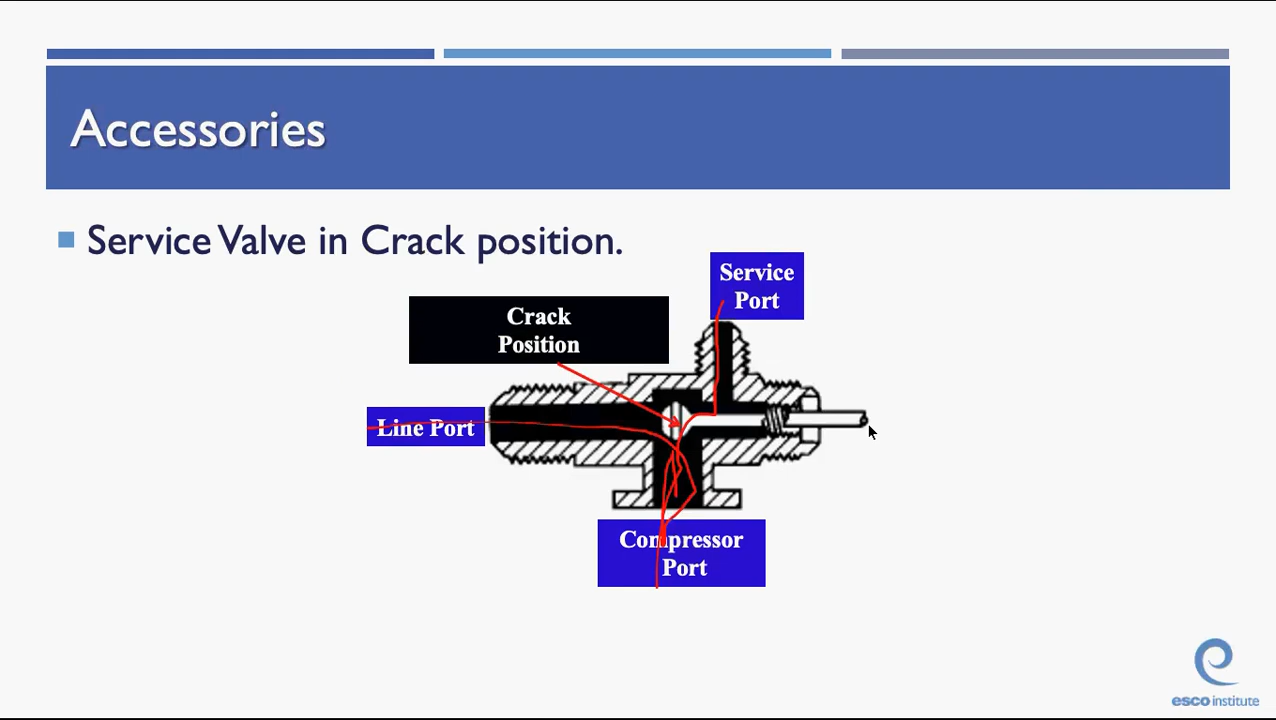 Accessories
Service Valve in Crack position.
Service
Port
Crack
Position
Line Port
Compressor
Port
esco institute